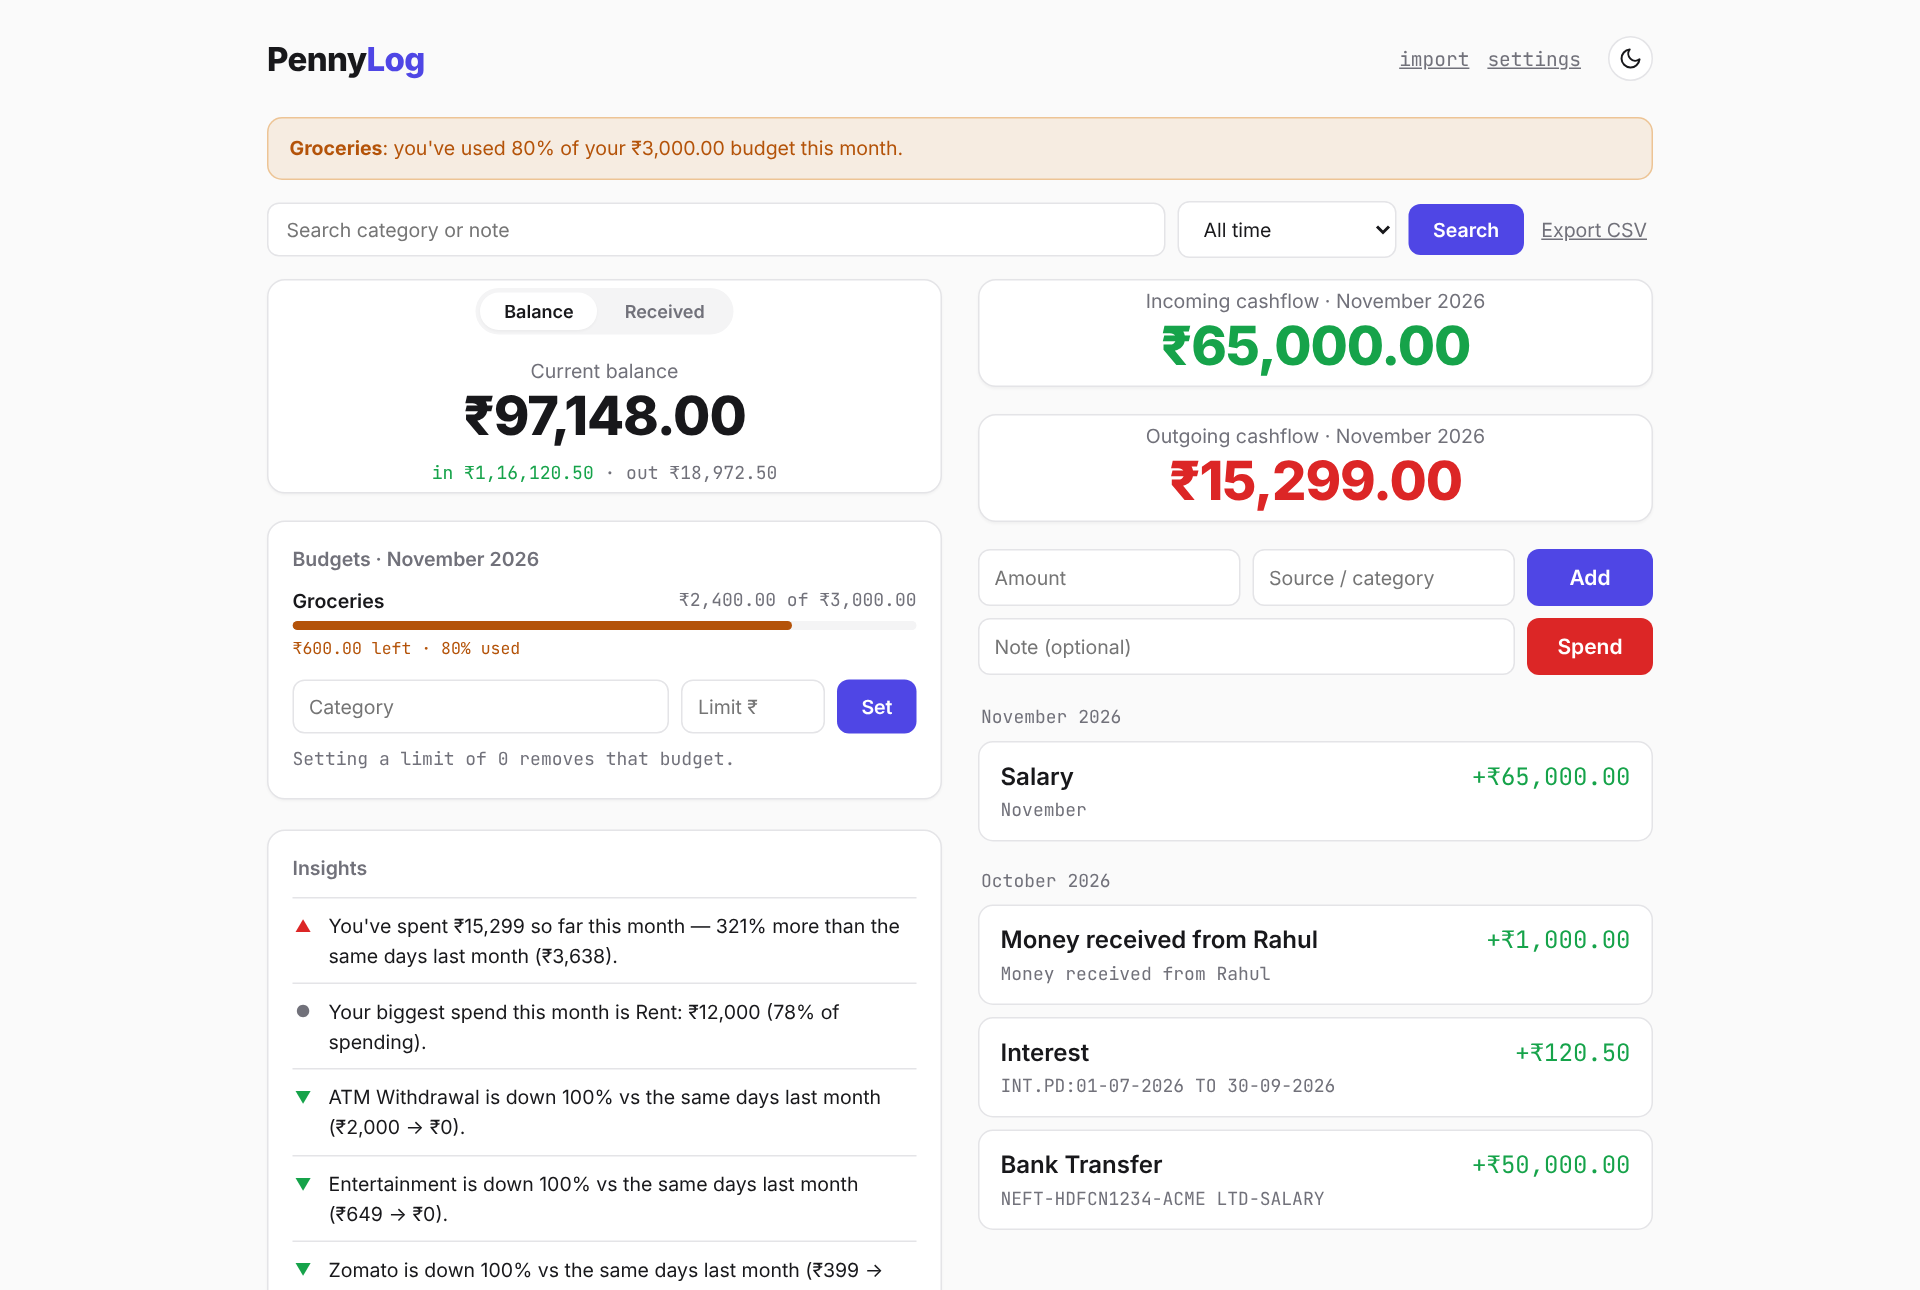 PennyLog
import settings
Groceries: you've used 80% of your ₹3,000.00 budget this month.
Search category or note
All time
Search
Export CSV
Balance
Received
Current balance
₹97,148.00
in ₹1,16,120.50 · out ₹18,972.50
Budgets · November 2026
Groceries
₹2,400.00 of ₹3,000.00
₹600.00 left · 80% used
Category
Limit ₹
Set
Setting a limit of 0 removes that budget.
Insights
You've spent ₹15,299 so far this month — 321% more than the
same days last month (₹3,638).
Your biggest spend this month is Rent: ₹12,000 (78% of
spending).
ATM Withdrawal is down 100% vs the same days last month
(₹2,000 → ₹0).
Entertainment is down 100% vs the same days last month
(₹649 → ₹0).
Zomato is down 100% vs the same days last month (₹399 →
Incoming cashflow · November 2026
₹65,000.00
Outgoing cashflow · November 2026
₹15,299.00
Amount
Source / category
Add
Note (optional)
Spend
November 2026
Salary
+₹65,000.00
November
October 2026
Money received from Rahul
+₹1,000.00
Money received from Rahul
Interest
+₹120.50
INT.PD:01-07-2026 TO 30-09-2026
Bank Transfer
+₹50,000.00
NEFT-HDFCN1234-ACME LTD-SALARY